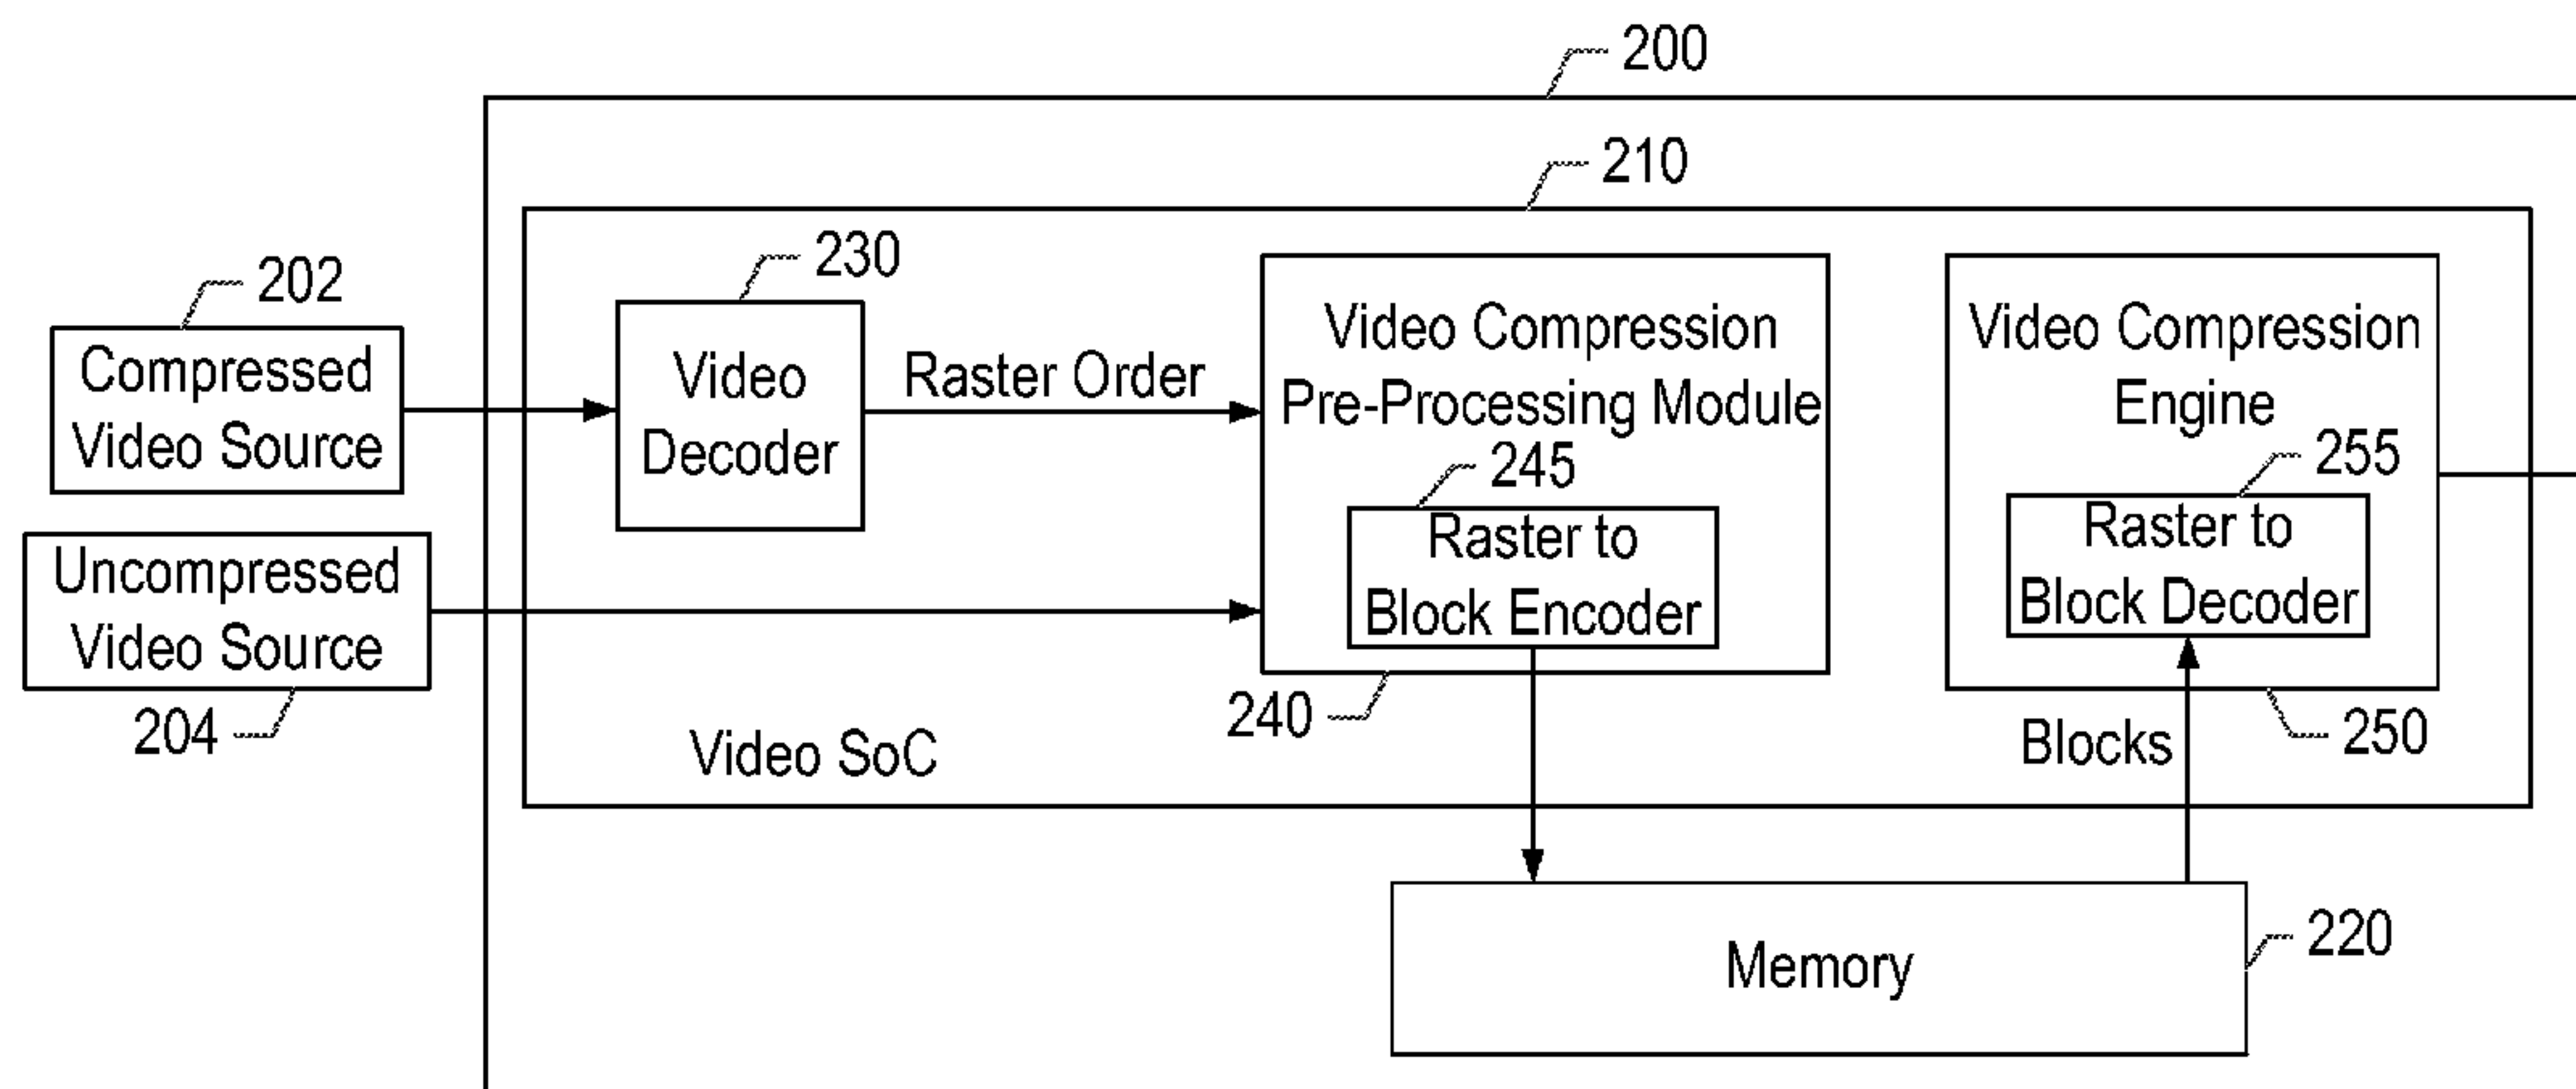 200
210
202
Compressed
Video Source
Uncompressed
Video Source
204
230
Video
Decoder
Raster Order
Video Compression
Pre-Processing Module
245
Raster to
Block Encoder
240
Video Compression
Engine
255
Raster to
Block Decoder
250
Blocks
Video SoC
Memory
220